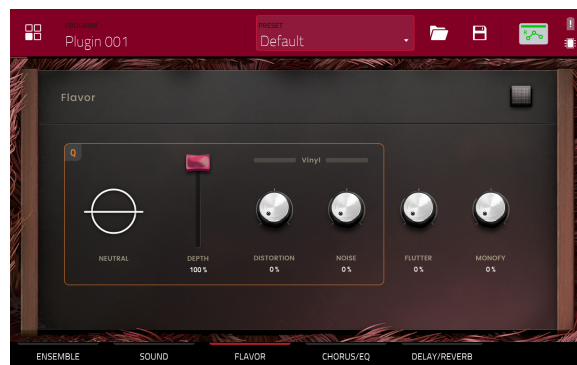 PROGRAM
Plugin 001
PRESET
Default
Flavor
Q
Vinyl
NEUTRAL
DEPTH
DISTORTION
NOISE
FLUTTER
MONOFY
100 %
0 %
0 %
0 %
0 %
ENSEMBLE
SOUND
FLAVOR
CHORUS/EQ
DELAY/REVERB